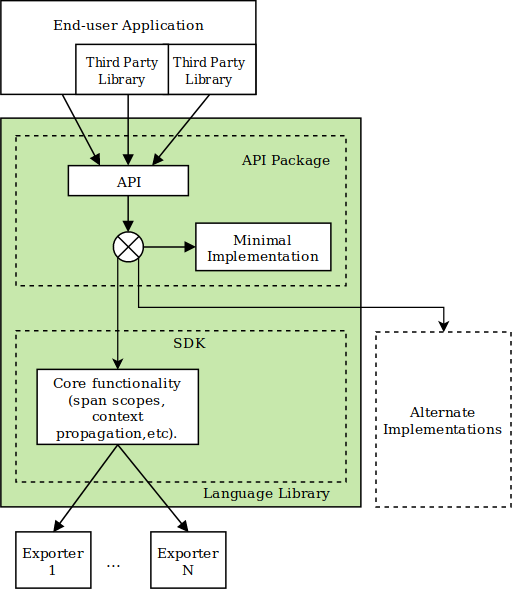 End-user Application
Third Party
Library
Third Party
Library
API Package
API
Minimal
Implementation
SDK
Core functionality
(span scopes,
context
propagation,etc).
Alternate
Implementations
Language Library
Exporter
1
...
Exporter
N